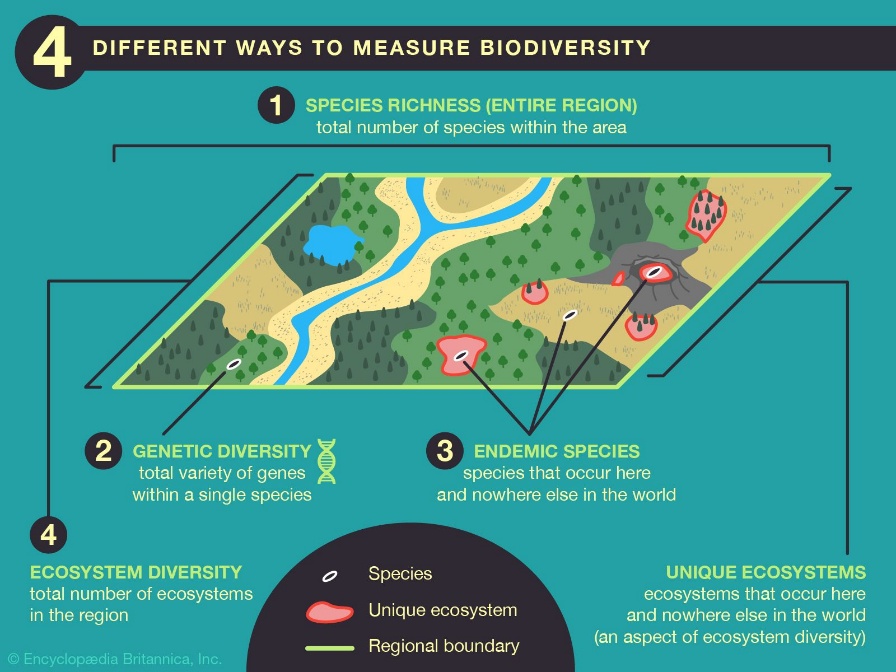 4
DIFFERENT WAYS TO MEASURE BIODIVERSITY
1
SPECIES RICHNESS (ENTIRE REGION)
total number of species within the area
2
GENETIC DIVERSITY
total variety of genes
within a single species
3
ENDEMIC SPECIES
species that occur here
and nowhere else in the world
4
ECOSYSTEM DIVERSITY
total number of ecosystems
in the region
UNIQUE ECOSYSTEMS
ecosystems that occur here
and nowhere else in the world
(an aspect of ecosystem diversity)
Species
Unique ecosystem
Regional boundary
© Encyclopædia Britannica, Inc.